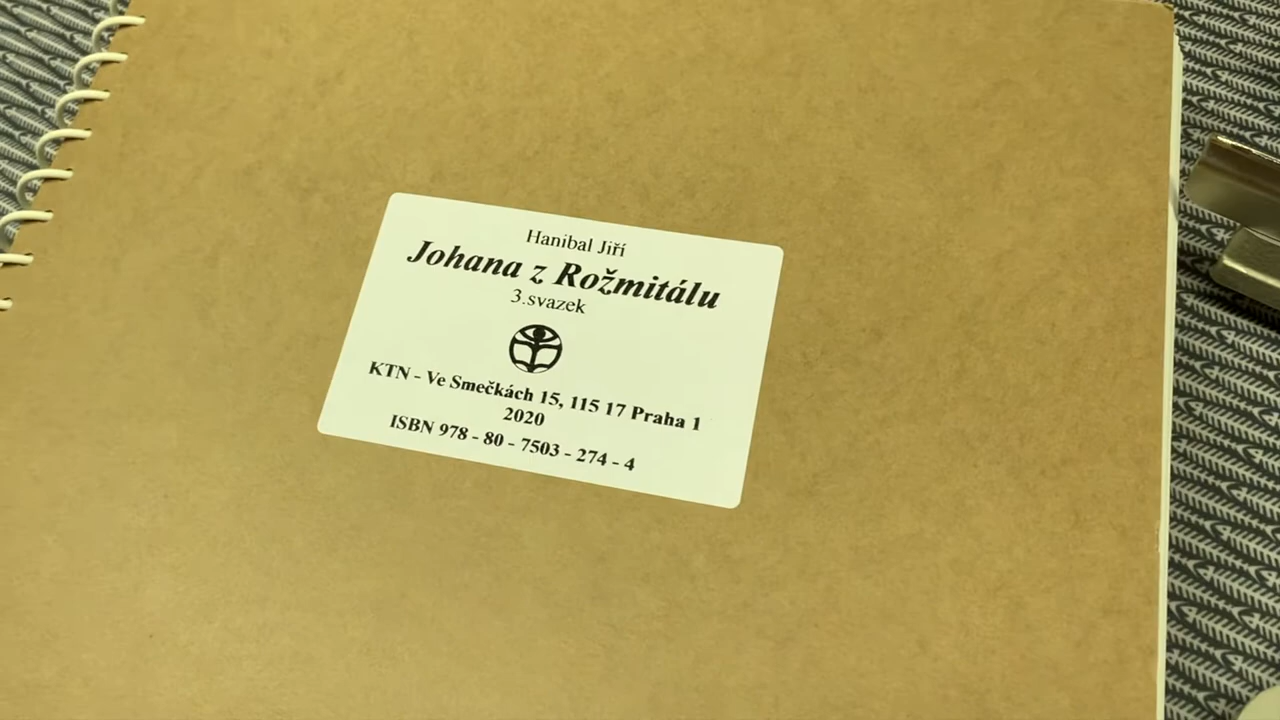 Hanibal Jiří
Johana z Rožmitálu
3.svazek
KTN - Ve Smečkách 15, 115 17 Praha 1
2020
ISBN 978 - 80 - 7503 - 274 - 4